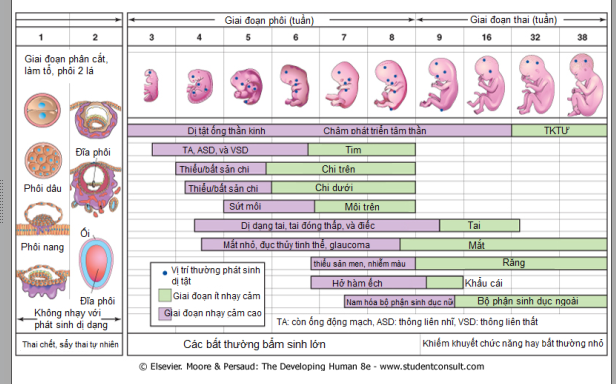 Giai đoạn phôi (tuần)
Giai đoạn thai (tuần)
1 2 3 4 5 6 7 8 9 16 32 38
Giai đoạn phân cắt,
làm tổ, phôi 2 lá
Đĩa phôi
Phôi dâu
Phôi nang
Ối
Đĩa phôi
Không nhạy với
phát sinh dị dạng
Thai chết, sẩy thai tự nhiên
Dị tật ống thần kinh Chậm phát triển tâm thần TKTƯ
TA, ASD, và VSD Tim
Thiếu/bất sản chi Chi trên
Thiếu/bất sản chi Chi dưới
Sứt môi Môi trên
Dị dạng tai, tai đóng thấp, và điếc Tai
Mắt nhỏ, đục thủy tinh thể, glaucoma Mắt
thiểu sản men, nhiễm màu Răng
Hở hàm ếch Khẩu cái
Nam hóa bộ phận sinh dục nữ Bộ phận sinh dục ngoài
Vị trí thường phát sinh
dị tật
Giai đoạn ít nhạy cảm
Giai đoạn nhạy cảm cao
TA: còn ống động mạch, ASD: thông liên nhĩ, VSD: thông liên thất
Các bất thường bẩm sinh lớn
Khiếm khuyết chức năng hay bất thường nhỏ
© Elsevier. Moore & Persaud: The Developing Human 8e - www.studentconsult.com